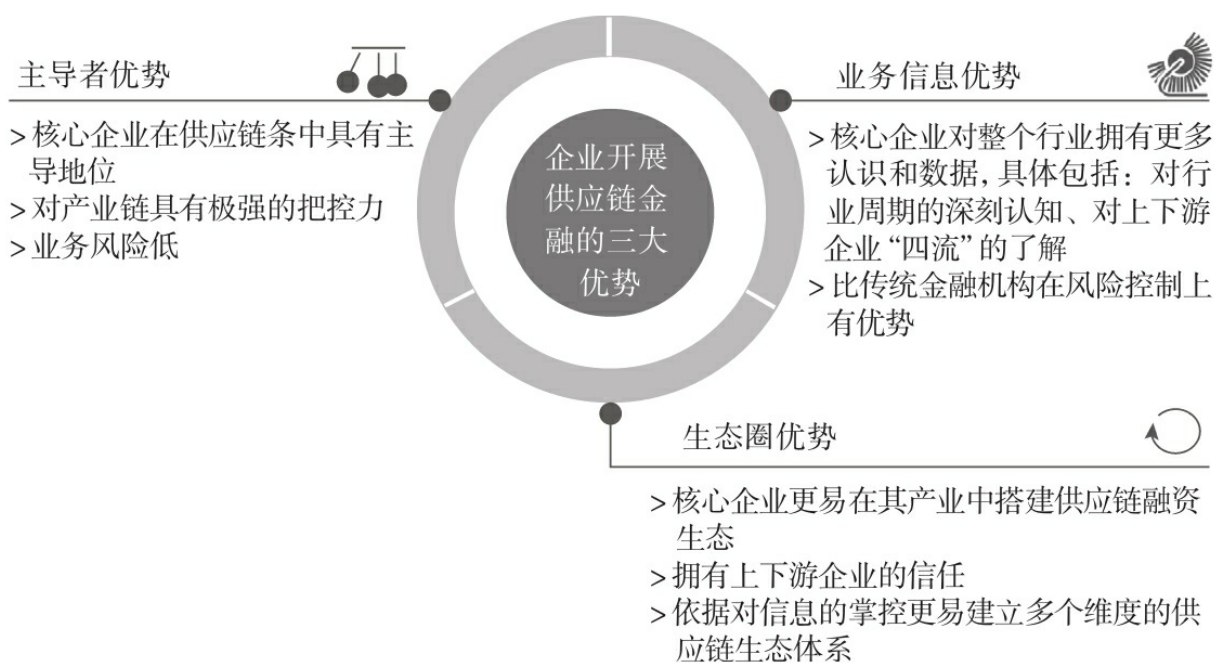 企业开展
供应链金
融的三大
优势
主导者优势
>核心企业在供应链条中具有主
导地位
>对产业链具有极强的把控力
>业务风险低
业务信息优势
>核心企业对整个行业拥有更多
认识和数据,具体包括：对行
业周期的深刻认知、对上下游
企业“四流”的了解
>比传统金融机构在风险控制上
有优势
生态圈优势
>核心企业更易在其产业中搭建供应链融资
生态
>拥有上下游企业的信任
>依据对信息的掌控更易建立多个维度的供
应链生态体系